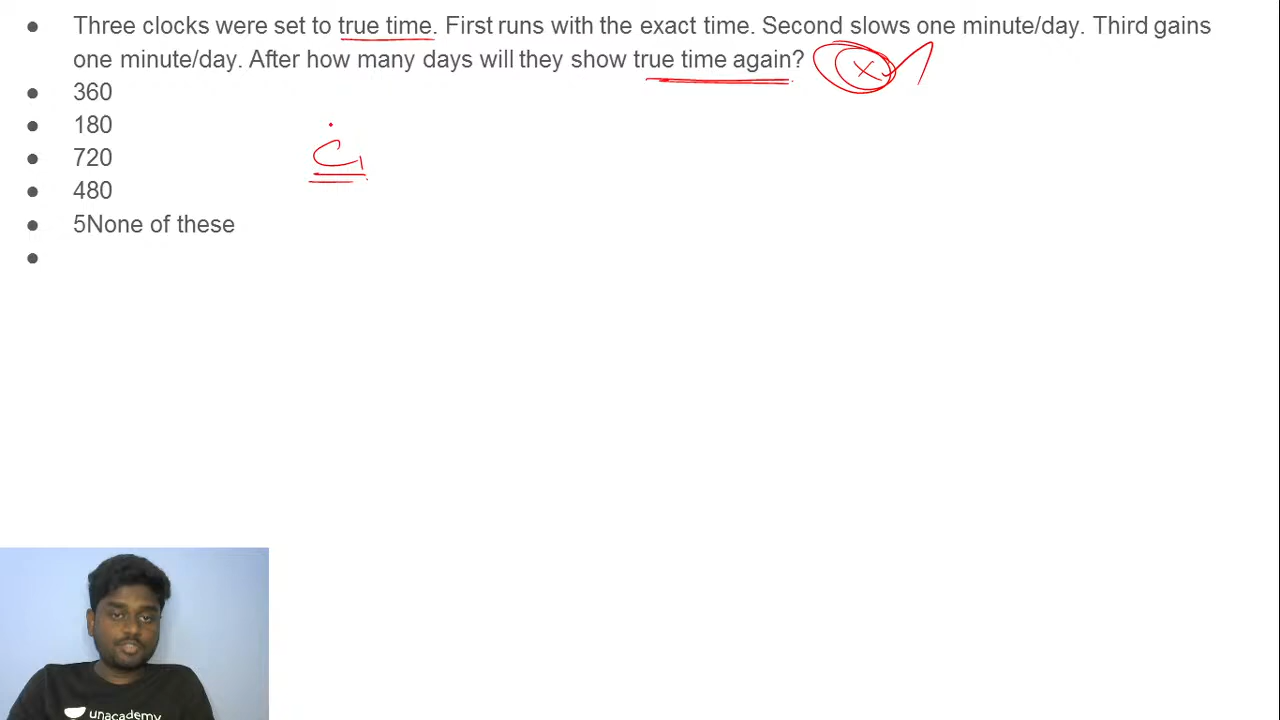 ● Three clocks were set to true time. First runs with the exact time. Second slows one minute/day. Third gains
one minute/day. After how many days will they show true time again? X
● 360
● 180
C1
● 720
● 480
● 5None of these
●
unacademy